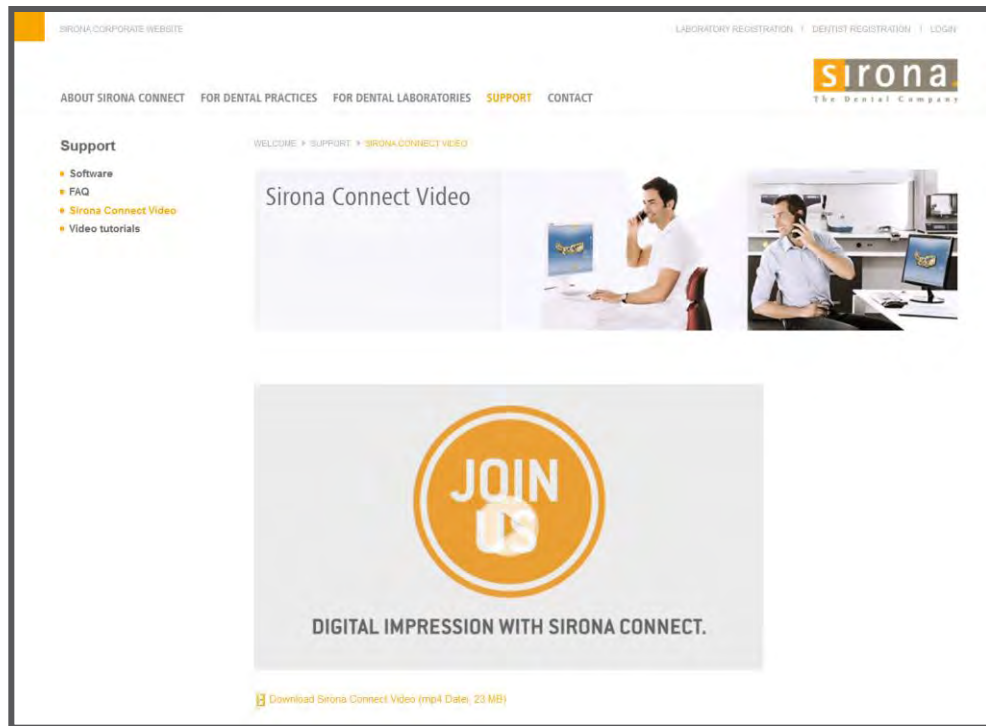 SIRONA CORPORATE WEBSITE
LABORATORY REGISTRATION I DENTIST REGISTRATION I LOGIN
sirona.
The Dental Company
ABOUT SIRONA CONNECT FOR DENTAL PRACTICES FOR DENTAL LABORATORIES SUPPORT CONTACT
Support
Software
FAQ
Sirona Connect Video
Video tutorials
WELCOME ▸ SUPPORT ▸ SIRONA CONNECT VIDEO
Sirona Connect Video
JOIN
US
DIGITAL IMPRESSION WITH SIRONA CONNECT.
Download Sirona Connect Video (mp4 Datei, 23 MB)